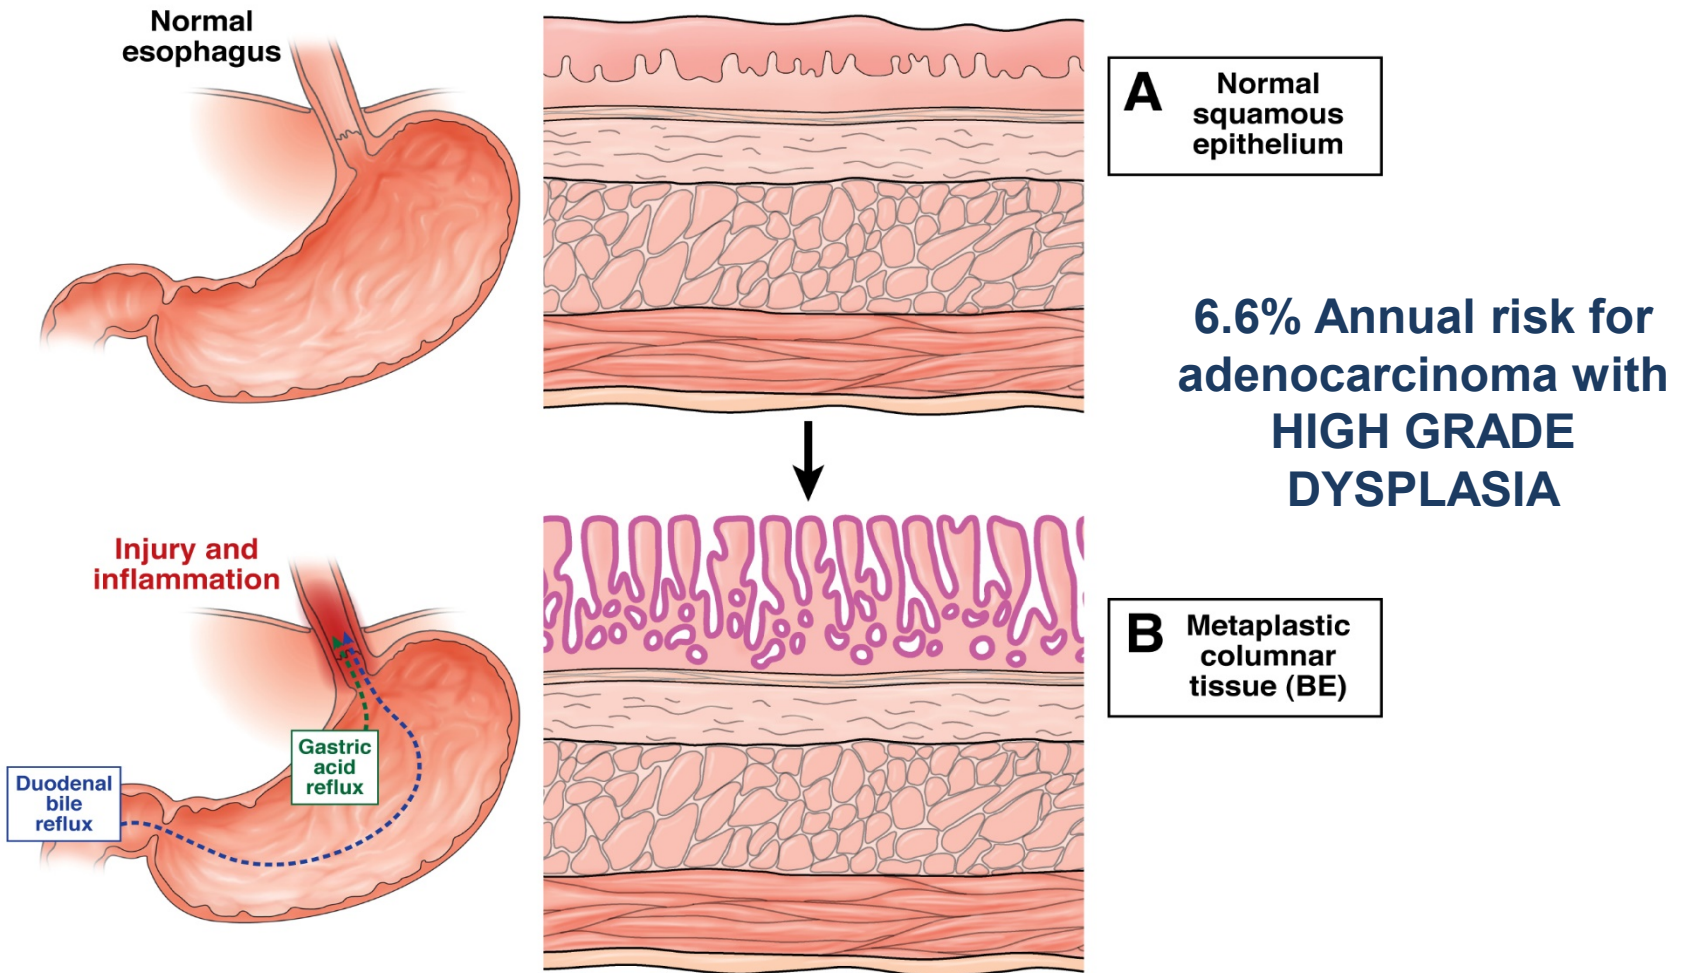 Normal
esophagus
A
Normal
squamous
epithelium
6.6% Annual risk for
adenocarcinoma with
HIGH GRADE
DYSPLASIA
Injury and
inflammation
B
Metaplastic
columnar
tissue (BE)
Gastric
acid
reflux
Duodenal
bile
reflux